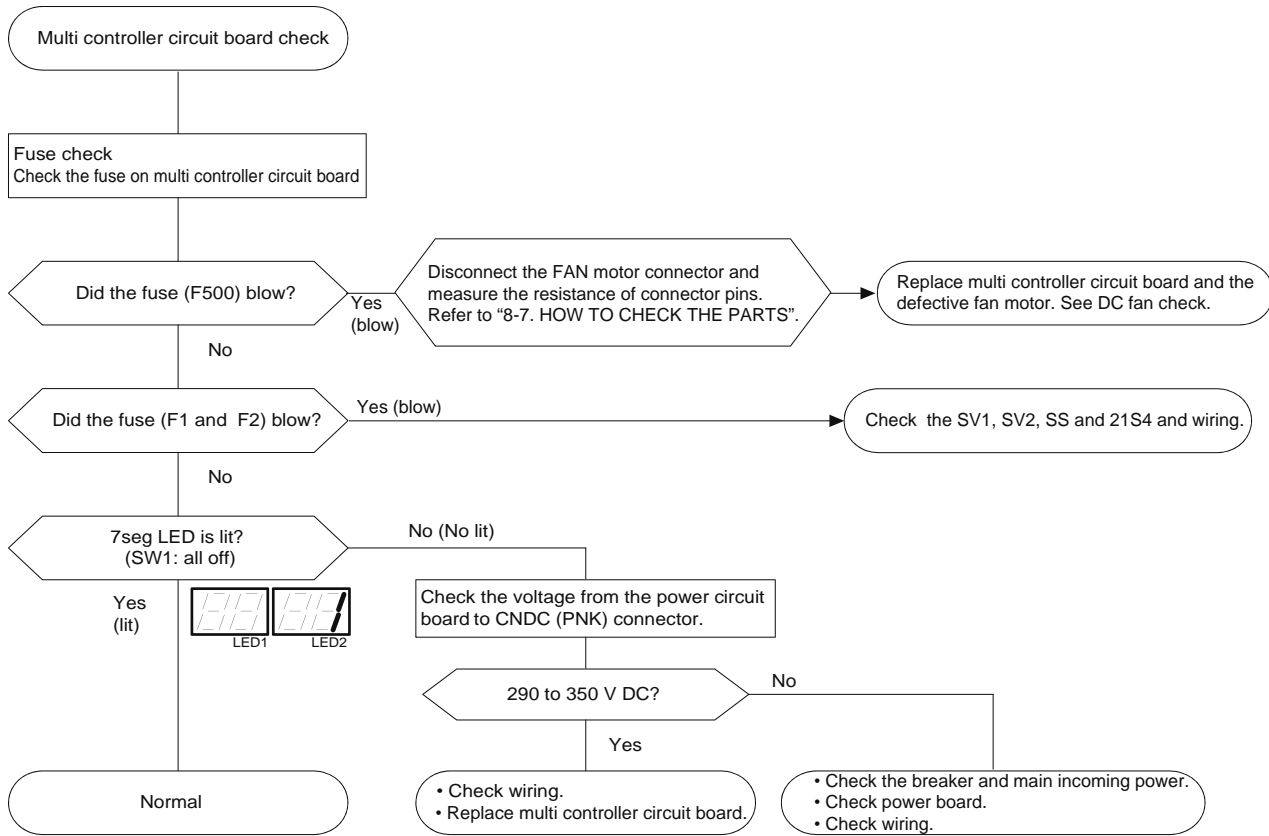 Multi controller circuit board check
Fuse check
Check the fuse on multi controller circuit board
Did the fuse (F500) blow?
Yes
(blow)
Disconnect the FAN motor connector and
measure the resistance of connector pins.
Refer to “8-7. HOW TO CHECK THE PARTS”.
Replace multi controller circuit board and the
defective fan motor. See DC fan check.
No
Did the fuse (F1 and F2) blow?
Yes (blow)
Check the SV1, SV2, SS and 21S4 and wiring.
No
7seg LED is lit?
(SW1: all off)
No (No lit)
Yes
(lit)
LED1
LED2
Check the voltage from the power circuit
board to CNDC (PNK) connector.
290 to 350 V DC?
No
Yes
Normal
• Check wiring.
• Replace multi controller circuit board.
• Check the breaker and main incoming power.
• Check power board.
• Check wiring.